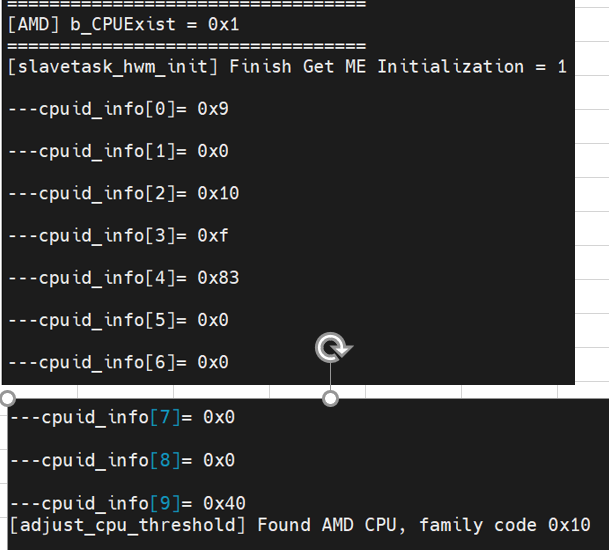 ==================================
[AMD] b_CPUExist = 0x1
==================================
[slavetask_hwm_init] Finish Get ME Initialization = 1
---cpuid_info[0]= 0x9
---cpuid_info[1]= 0x0
---cpuid_info[2]= 0x10
---cpuid_info[3]= 0xf
---cpuid_info[4]= 0x83
---cpuid_info[5]= 0x0
---cpuid_info[6]= 0x0
---cpuid_info[7]= 0x0
---cpuid_info[8]= 0x0
---cpuid_info[9]= 0x40
[adjust_cpu_threshold] Found AMD CPU, family code 0x10